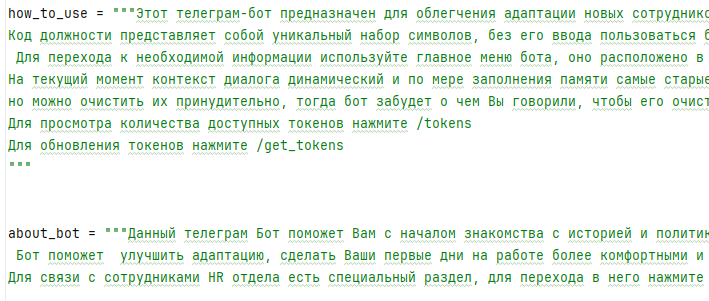 how_to_use = """Этот телеграм-бот предназначен для облегчения адаптации новых
Код должности представляет собой уникальный набор символов, без его ввода пользоваться
Для перехода к необходимой информации используйте главное меню бота, оно расположено в
На текущий момент контекст диалога динамический и по мере заполнения памяти самые старые
но можно очистить их принудительно, тогда бот забудет о чем Вы говорили, чтобы его
Для просмотра количества доступных токенов нажмите /tokens
Для обновления токенов нажмите /get_tokens
"""
about_bot = """Данный телеграм Бот поможет Вам с началом знакомства с историей и
Бот поможет  улучшить адаптацию, сделать Ваши первые дни на работе более комфортными и
Для связи с сотрудниками HR отдела есть специальный раздел, для перехода в него нажмите